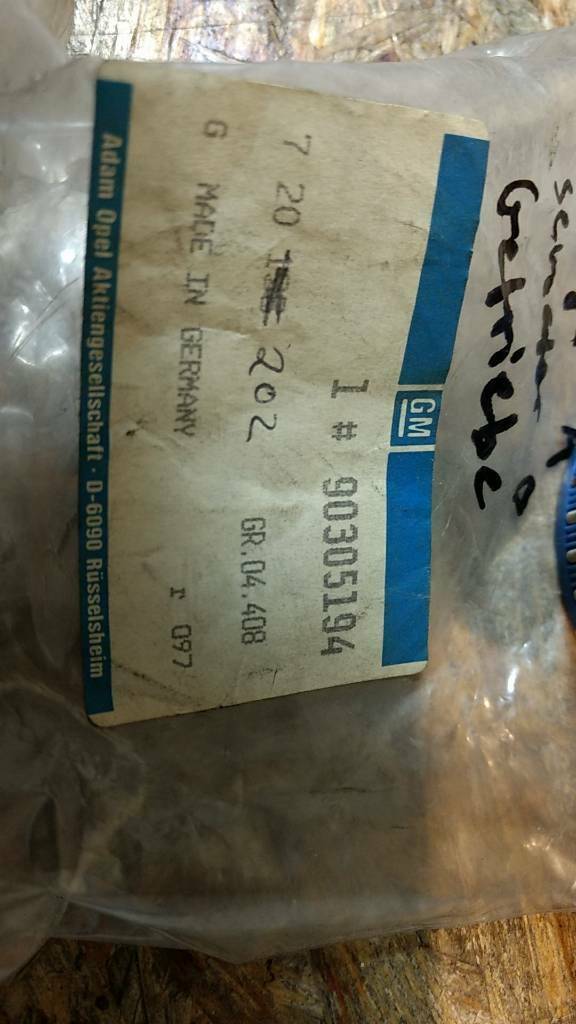 Getriebe
GM
1 # 90305194
7 20 202
GR.04.408
G MADE IN GERMANY
I 097
Adam Opel Aktiengesellschaft · D-6090 Rüsselsheim